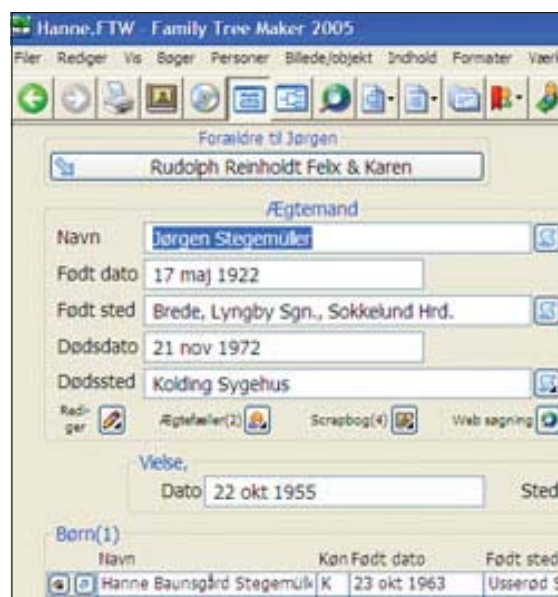 Hanne.FTW - Family Tree Maker 2005
Filer Rediger Vis Bøger Personer Billede/objekt Indhold Formater
Forældre til Jørgen
Rudolph Reinholdt Felix & Karen
Ægtemand
Navn Jørgen Stegemüller
Født dato 17 maj 1922
Født sted Brede, Lyngby Sgn., Sokkelund Hrd.
Dødsdato 21 nov 1972
Dødssted Kolding Sygehus
Redi-
ger Ægtefæller(2) Scrapbog(4) Web søgning
Vielse,
Dato 22 okt 1955 Sted
Børn(1)
Navn Køn Født dato Født sted
Hanne Baunsgård Stegemüll K 23 okt 1963 Usserød S